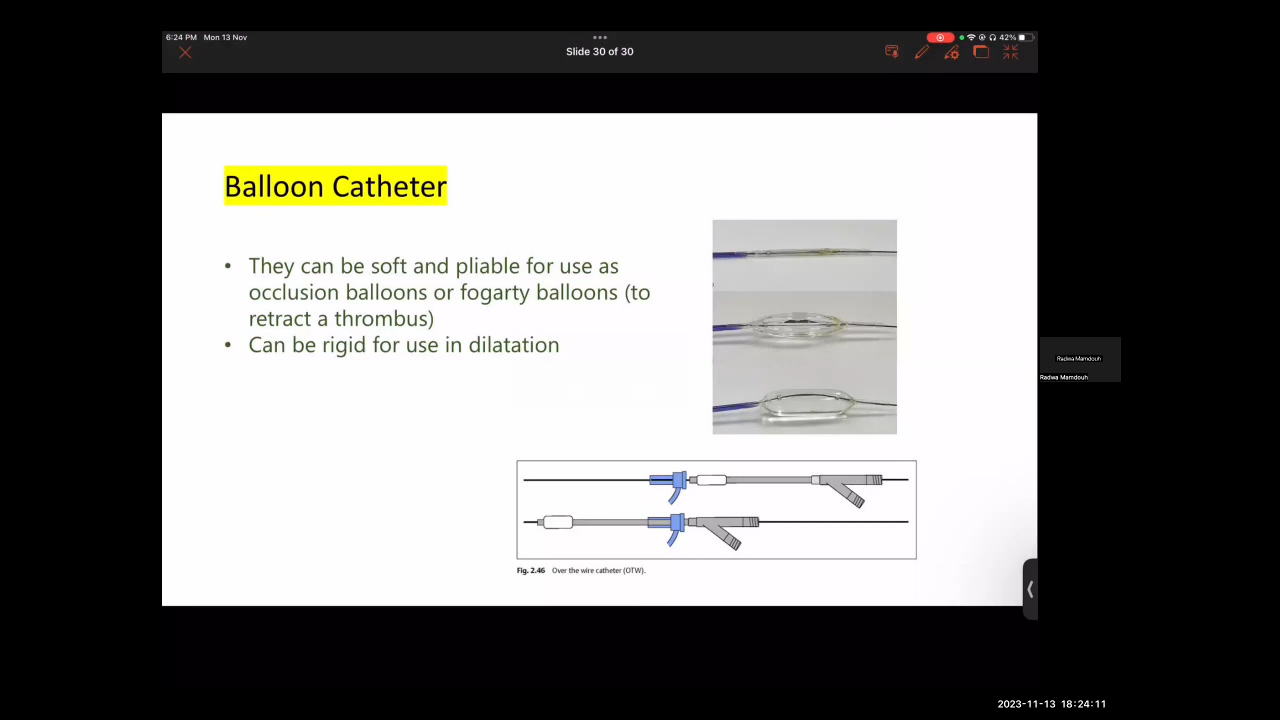 6:24 PM Mon 13 Nov
42%
Slide 30 of 30
Balloon Catheter
• They can be soft and pliable for use as
occlusion balloons or fogarty balloons (to
retract a thrombus)
• Can be rigid for use in dilatation
Radwa Mamdouh
Radwa Mamdouh
Fig. 2.46 Over the wire catheter (OTW).
2023-11-13 18:24:11